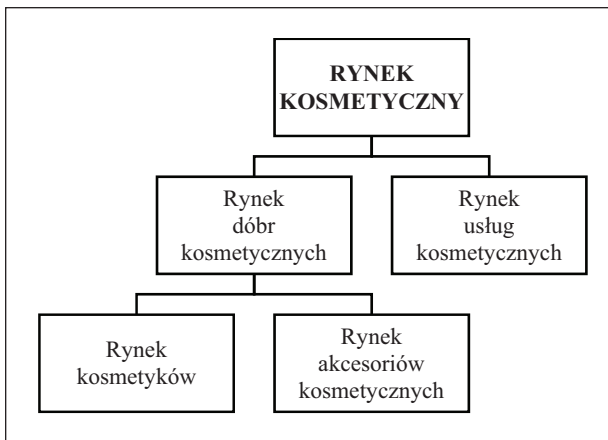 RYNEK
KOSMETYCZNY
Rynek
dóbr
kosmetycznych
Rynek
usług
kosmetycznych
Rynek
kosmetyków
Rynek
akcesoriów
kosmetycznych